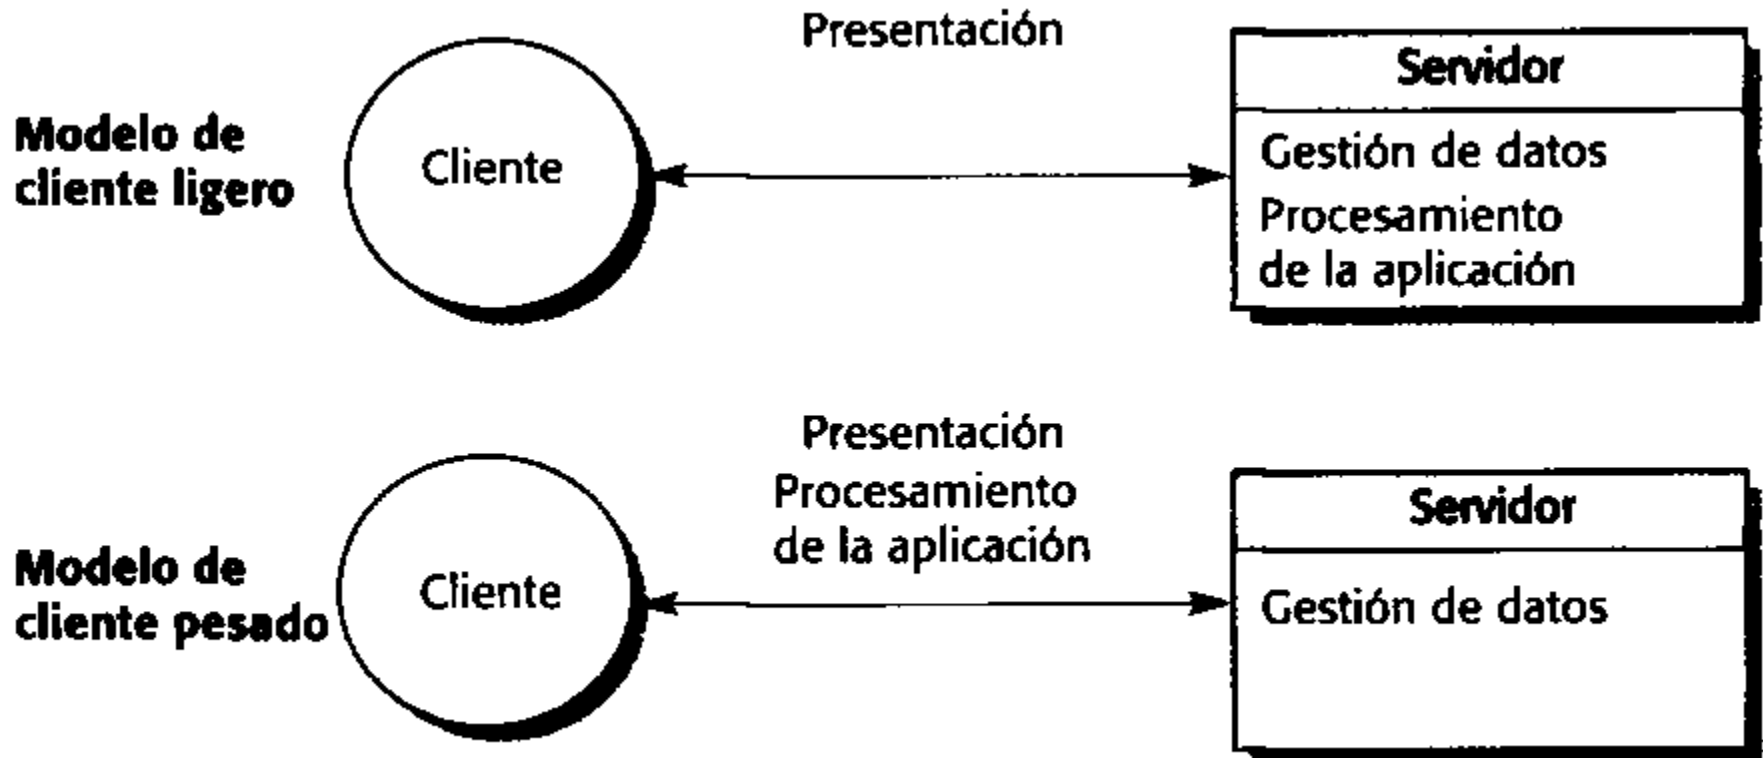 Presentación
Servidor
Modelo de
cliente ligero
Cliente
Gestión de datos
Procesamiento
de la aplicación
Presentación
Procesamiento
de la aplicación
Servidor
Modelo de
cliente pesado
Cliente
Gestión de datos